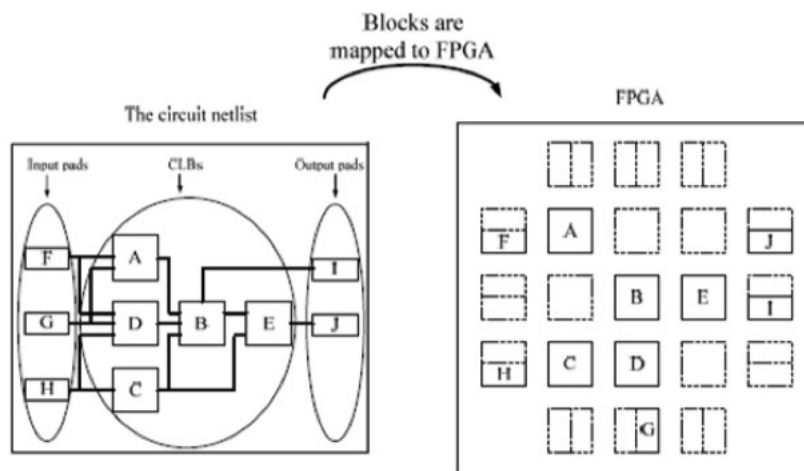 Blocks are
mapped to FPGA
The circuit netlist
FPGA
Input pads
CLBs
Output pads
F
A
I
G
D
B
E
J
H
C
F
A
J
B
E
I
H
C
D
G